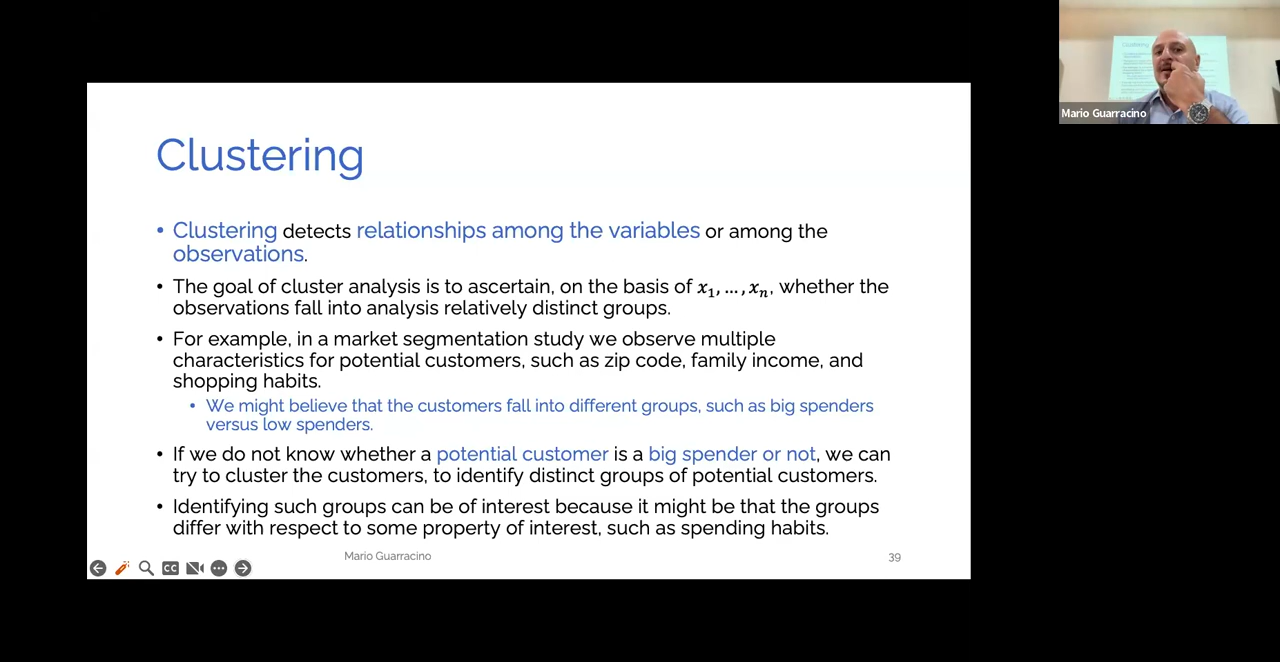 Mario Guarracino
Clustering
• Clustering detects relationships among the variables or among the
observations.
• The goal of cluster analysis is to ascertain, on the basis of x₁, … , xₙ, whether the
observations fall into analysis relatively distinct groups.
• For example, in a market segmentation study we observe multiple
characteristics for potential customers, such as zip code, family income, and
shopping habits.
• We might believe that the customers fall into different groups, such as big spenders
versus low spenders.
• If we do not know whether a potential customer is a big spender or not, we can
try to cluster the customers, to identify distinct groups of potential customers.
• Identifying such groups can be of interest because it might be that the groups
differ with respect to some property of interest, such as spending habits.
Mario Guarracino 39
CC